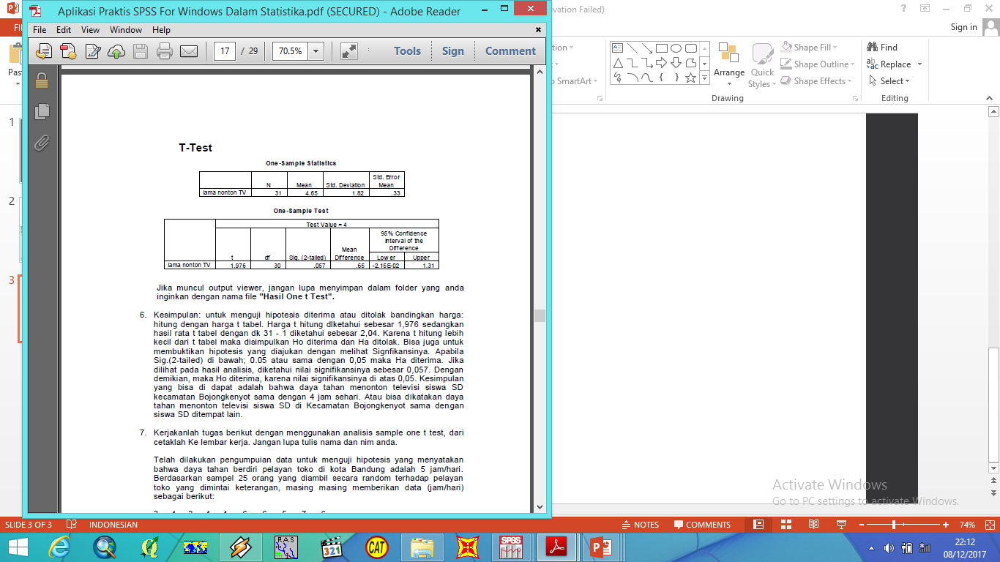 Aplikasi Praktis SPSS For Windows Dalam Statistika.pdf (SECURED) - Adobe Reader
vation Failed)
File Edit View Window Help
Sign in
17 / 29 70.5% Tools Sign Comment
Shape Fill
Find
Shape Outline
Replace
SmartArt
Arrange
Quick
Styles
Shape Effects
Select
Drawing
Editing
1
2
3
T-Test
One-Sample Statistics
N Mean Std. Deviation Std. Error Mean
lama nonton TV 31 4.65 1.82 .33
One-Sample Test
Test Value = 4
95% Confidence
Interval of the
Mean Difference
t df Sig. (2-tailed) Difference Lower Upper
lama nonton TV 1.976 30 .057 .65 -2.15E-02 1.31
Jika muncul output viewer, jangan lupa menyimpan dalam folder yang anda
inginkan dengan nama file "Hasil One t Test".
6. Kesimpulan: untuk menguji hipotesis diterima atau ditolak bandingkan harga:
hitung dengan harga t tabel. Harga t hitung dlketahui sebesar 1,976 sedangkan
hasil rata t tabel dengan dk 31 - 1 diketahui sebesar 2,04. Karena t hitung lebih
kecil dari t tabel maka disimpulkan Ho diterima dan Ha ditolak. Bisa juga untuk
membuktikan hipotesis yang diajukan dengan melihat Signfikansinya. Apabila
Sig.(2-tailed) di bawah; 0.05 atau sama dengan 0,05 maka Ha diterima. Jika
dilihat pada hasil analisis, diketahui nilai signifikansinya sebesar 0,057. Dengan
demikian, maka Ho diterima, karena nilai signifikansinya di atas 0,05. Kesimpulan
yang bisa di dapat adalah bahwa daya tahan menonton televisi siswa SD
kecamatan Bojongkenyot sama dengan 4 jam sehari. Atau bisa dikatakan daya
tahan menonton televisi siswa SD di Kecamatan Bojongkenyot sama dengan
siswa SD ditempat lain.
7. Kerjakanlah tugas berikut dengan menggunakan analisis sample one t test, dari
cetaklah Ke lembar kerja. Jangan lupa tulis nama dan nim anda.
Telah dilakukan pengumpuian data untuk menguji hipotesis yang menyatakan
bahwa daya tahan berdiri pelayan toko di kota Bandung adalah 5 jam/hari.
Berdasarkan sampel 25 orang yang diambil secara random terhadap pelayan
toko yang dimintai keterangan, masing masing memberikan data (jam/hari)
sebagai berikut:
Activate Windows
Go to PC settings to activate Windows.
SLIDE 3 OF 3 INDONESIAN NOTES COMMENTS 74%
RAS
321
CAT
SPSS
22:12
08/12/2017